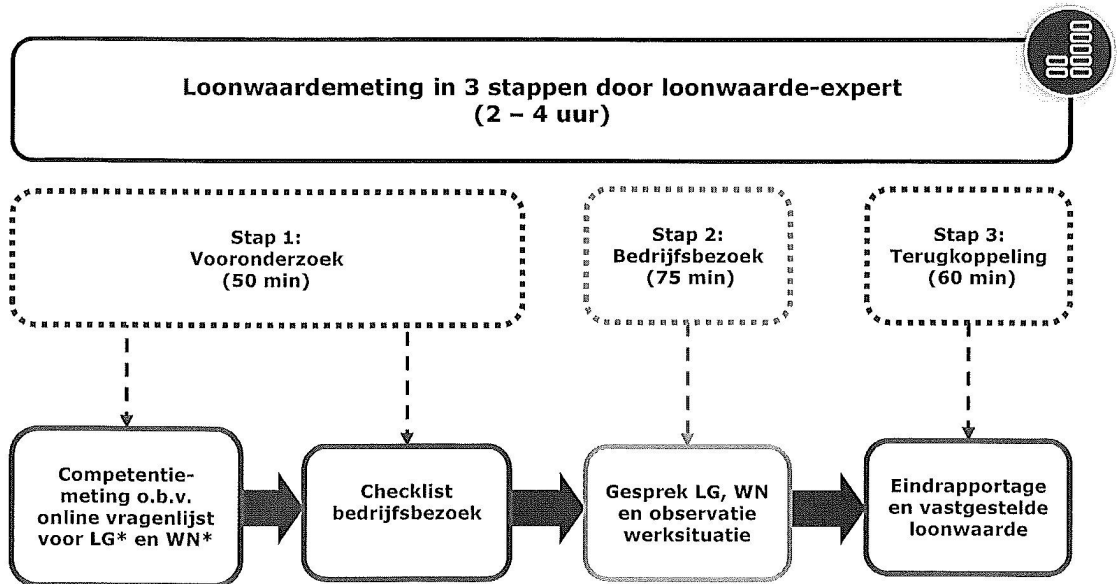 Loonwaardemeting in 3 stappen door loonwaarde-expert
(2 – 4 uur)
Stap 1:
Vooronderzoek
(50 min)
Stap 2:
Bedrijfsbezoek
(75 min)
Stap 3:
Terugkoppeling
(60 min)
Competentie-
meting o.b.v.
online vragenlijst
voor LG* en WN*
Checklist
bedrijfsbezoek
Gesprek LG, WN
en observatie
werksituatie
Eindrapportage
en vastgestelde
loonwaarde